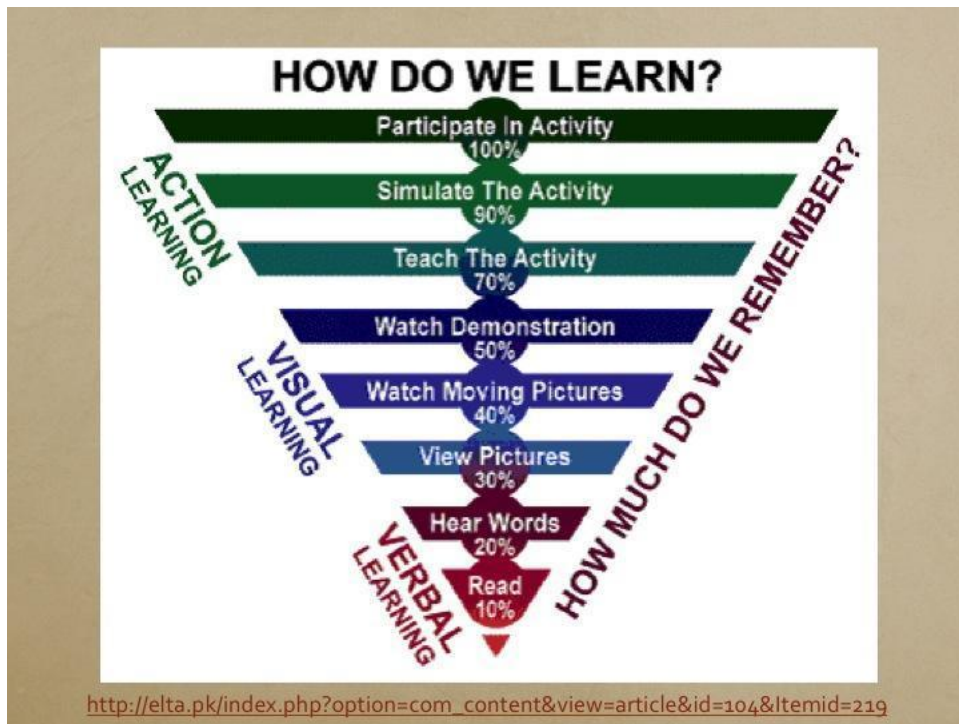 HOW DO WE LEARN?
Participate In Activity
100%
Simulate The Activity
90%
Teach The Activity
70%
ACTION
LEARNING
Watch Demonstration
50%
Watch Moving Pictures
40%
View Pictures
30%
VISUAL
LEARNING
Hear Words
20%
Read
10%
VERBAL
LEARNING
HOW MUCH DO WE REMEMBER?
http://elta.pk/index.php?option=com_content&view=article&id=104&Itemid=219